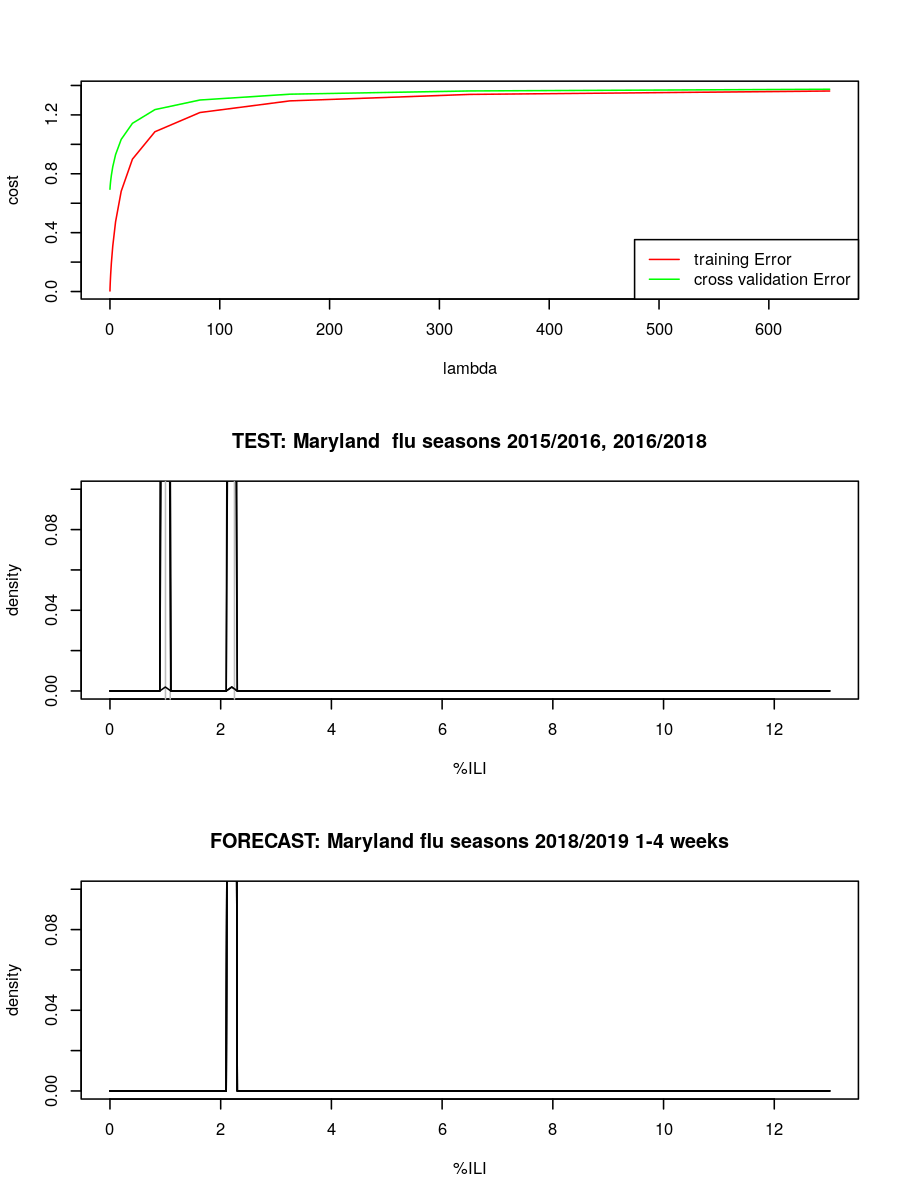 cost
0.0 0.4 0.8 1.2
training Error
cross validation Error
0 100 200 300 400 500 600
lambda
TEST: Maryland  flu seasons 2015/2016, 2016/2018
density
0.00 0.04 0.08
0 2 4 6 8 10 12
%ILI
FORECAST: Maryland flu seasons 2018/2019 1-4 weeks
density
0.00 0.04 0.08
0 2 4 6 8 10 12
%ILI